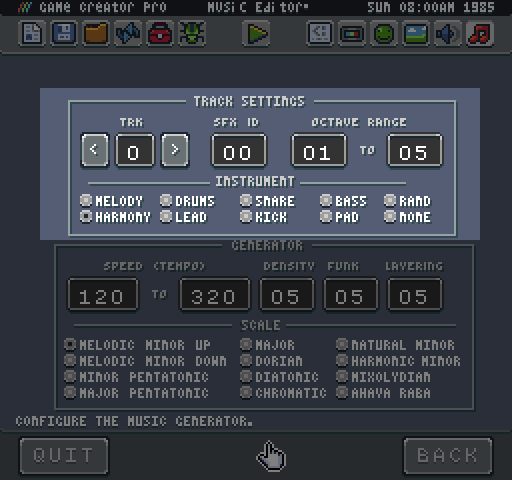 Game Creator Pro Music Editor* SUN 08:00AM 1985
TRACK SETTINGS
TRK SFX ID OCTAVE RANGE
< 0 > 00 01 TO 05
INSTRUMENT
MELODY DRUMS SNARE BASS RAND
HARMONY LEAD KICK PAD NONE
GENERATOR
SPEED (TEMPO) DENSITY FUNK LAYERING
120 TO 320 05 05 05
SCALE
MELODIC MINOR UP MAJOR NATURAL MINOR
MELODIC MINOR DOWN DORIAN HARMONIC MINOR
MINOR PENTATONIC DIATONIC MIXOLYDIAN
MAJOR PENTATONIC CHROMATIC AHAVA RABA
CONFIGURE THE MUSIC GENERATOR.
QUIT BACK